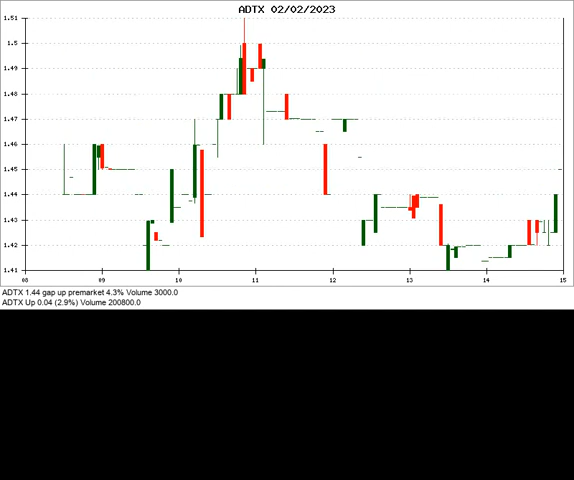 ADTX 02/02/2023
1.51
1.5
1.49
1.48
1.47
1.46
1.45
1.44
1.43
1.42
1.41
08 09 10 11 12 13 14 15
ADTX 1.44 gap up premarket 4.3% Volume 3000.0
ADTX Up 0.04 (2.9%) Volume 200800.0